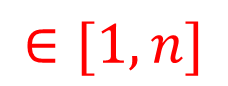 ∈ [1, n]